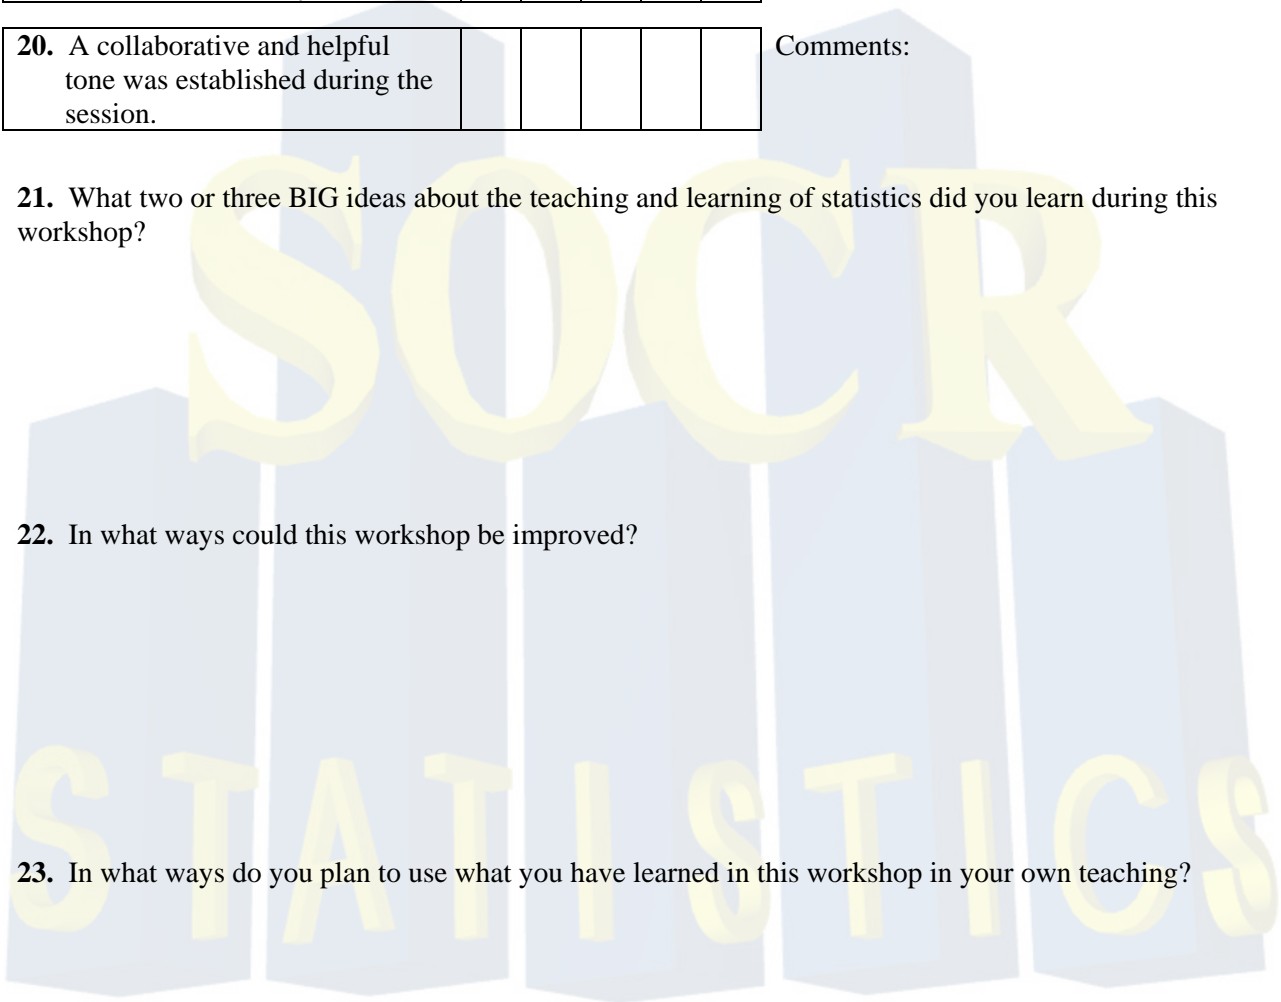 20. A collaborative and helpful
tone was established during the
session.
Comments:
21. What two or three BIG ideas about the teaching and learning of statistics did you learn during this
workshop?
SOCR
22. In what ways could this workshop be improved?
STATISTICS
23. In what ways do you plan to use what you have learned in this workshop in your own teaching?